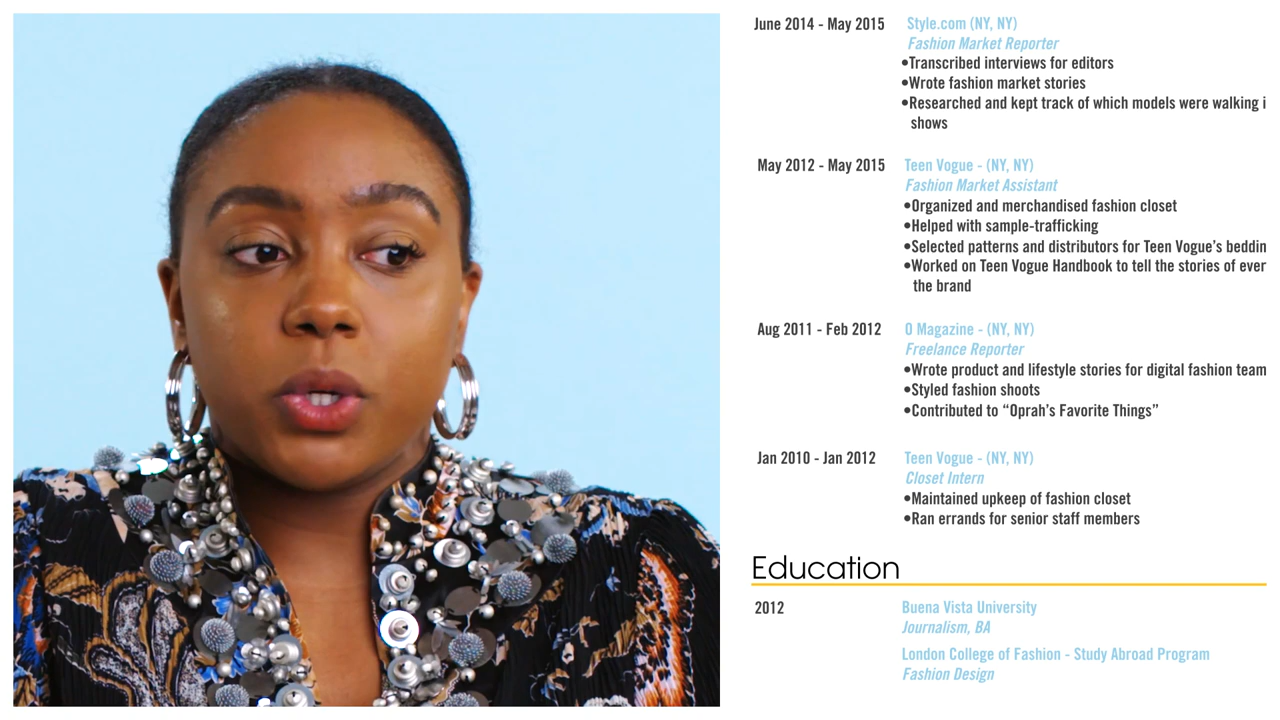 June 2014 - May 2015 Style.com (NY, NY)
Fashion Market Reporter
•Transcribed interviews for editors
•Wrote fashion market stories
•Researched and kept track of which models were walking i
shows
May 2012 - May 2015 Teen Vogue - (NY, NY)
Fashion Market Assistant
•Organized and merchandised fashion closet
•Helped with sample-trafficking
•Selected patterns and distributors for Teen Vogue's beddin
•Worked on Teen Vogue Handbook to tell the stories of ever
the brand
Aug 2011 - Feb 2012 O Magazine - (NY, NY)
Freelance Reporter
•Wrote product and lifestyle stories for digital fashion team
•Styled fashion shoots
•Contributed to “Oprah's Favorite Things”
Jan 2010 - Jan 2012 Teen Vogue - (NY, NY)
Closet Intern
•Maintained upkeep of fashion closet
•Ran errands for senior staff members
Education
2012 Buena Vista University
Journalism, BA
London College of Fashion - Study Abroad Program
Fashion Design